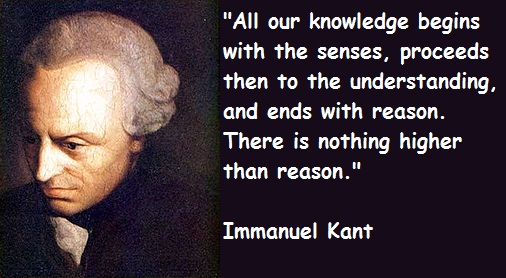 "All our knowledge begins
with the senses, proceeds
then to the understanding,
and ends with reason.
There is nothing higher
than reason."
Immanuel Kant